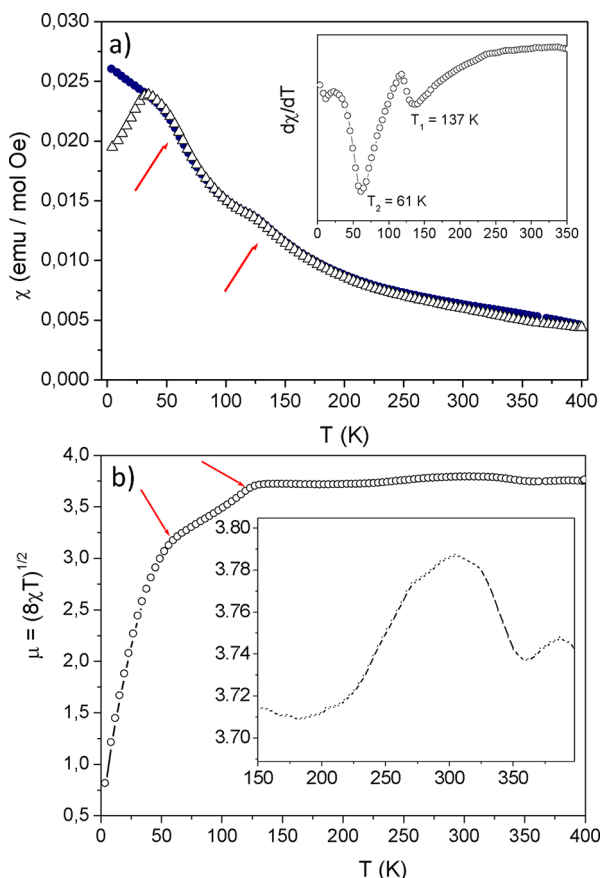 a)
0,030
0,025
0,020
0,015
0,010
0,005
0,000
χ (emu / mol Oe)
0 50 100 150 200 250 300 350 400
T (K)
dχ/dT
T₁ = 137 K
T₂ = 61 K
0 50 100 150 200 250 300 350
b)
4,0
3,5
3,0
2,5
2,0
1,5
1,0
0,5
μ = (8χT)^1/2
0 50 100 150 200 250 300 350 400
T (K)
3.80
3.78
3.76
3.74
3.72
3.70
150 200 250 300 350